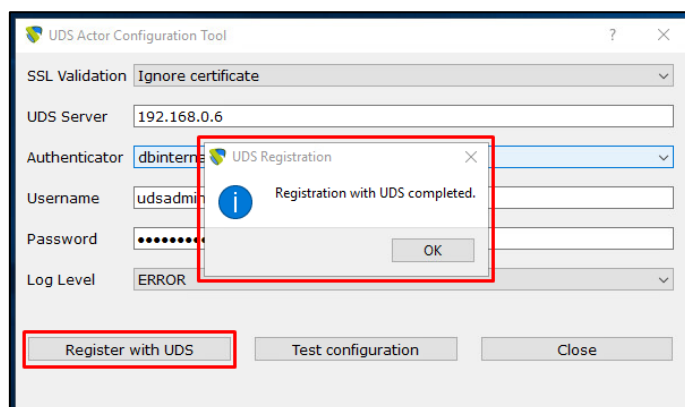 UDS Actor Configuration Tool
SSL Validation Ignore certificate
UDS Server 192.168.0.6
Authenticator
UDS Registration
Username
Registration with UDS completed.
Password
OK
Log Level ERROR
Register with UDS Test configuration Close